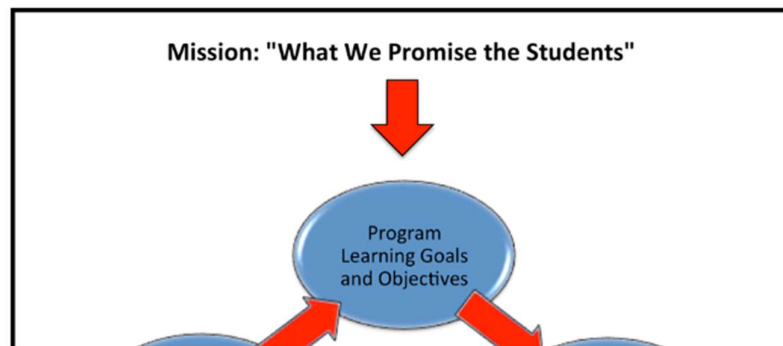 Mission: "What We Promise the Students"
Program
Learning Goals
and Objectives